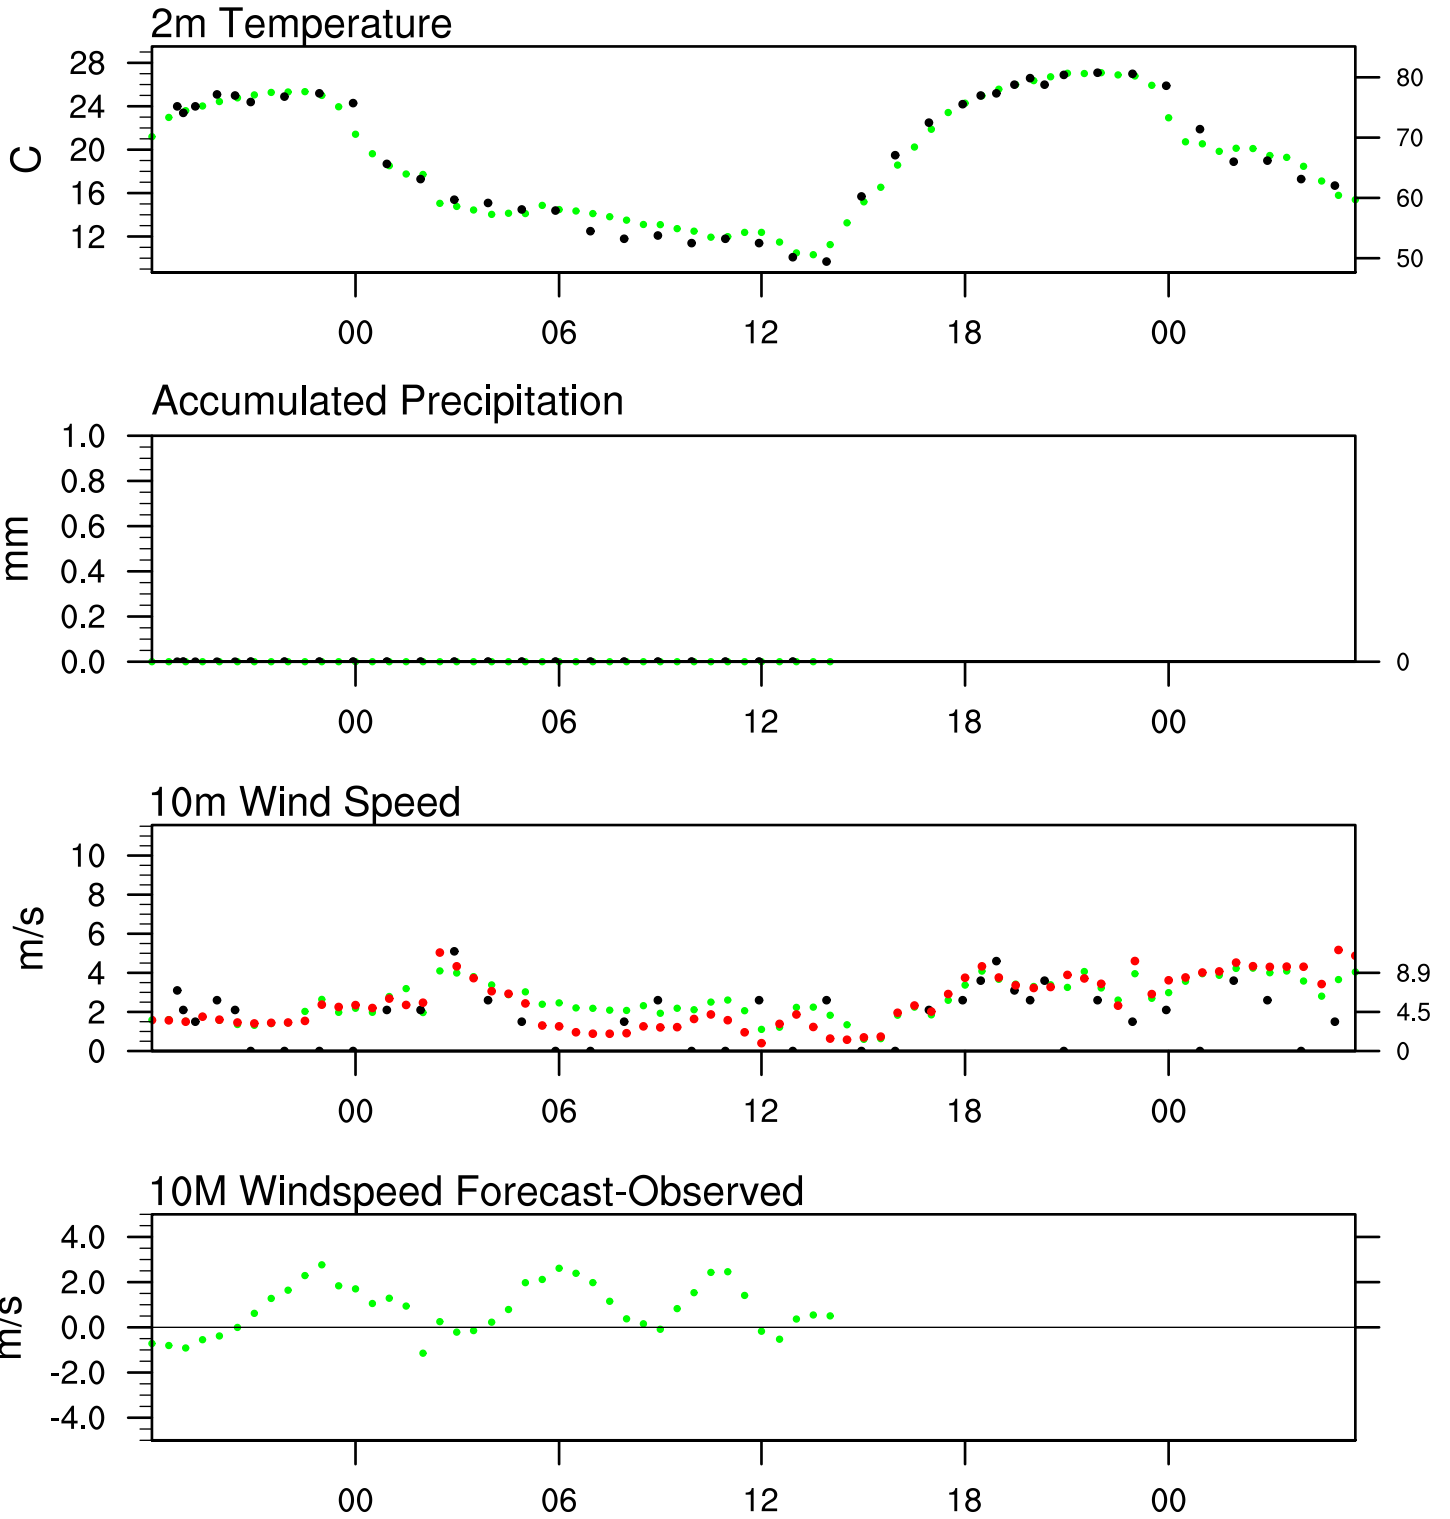 2m Temperature
28
24
20
16
12
C
80
70
60
50
00 06 12 18 00
Accumulated Precipitation
1.0
0.8
0.6
0.4
0.2
0.0
mm
0
00 06 12 18 00
10m Wind Speed
10
8
6
4
2
0
m/s
8.9
4.5
0
00 06 12 18 00
10M Windspeed Forecast-Observed
4.0
2.0
0.0
-2.0
-4.0
m/s
00 06 12 18 00